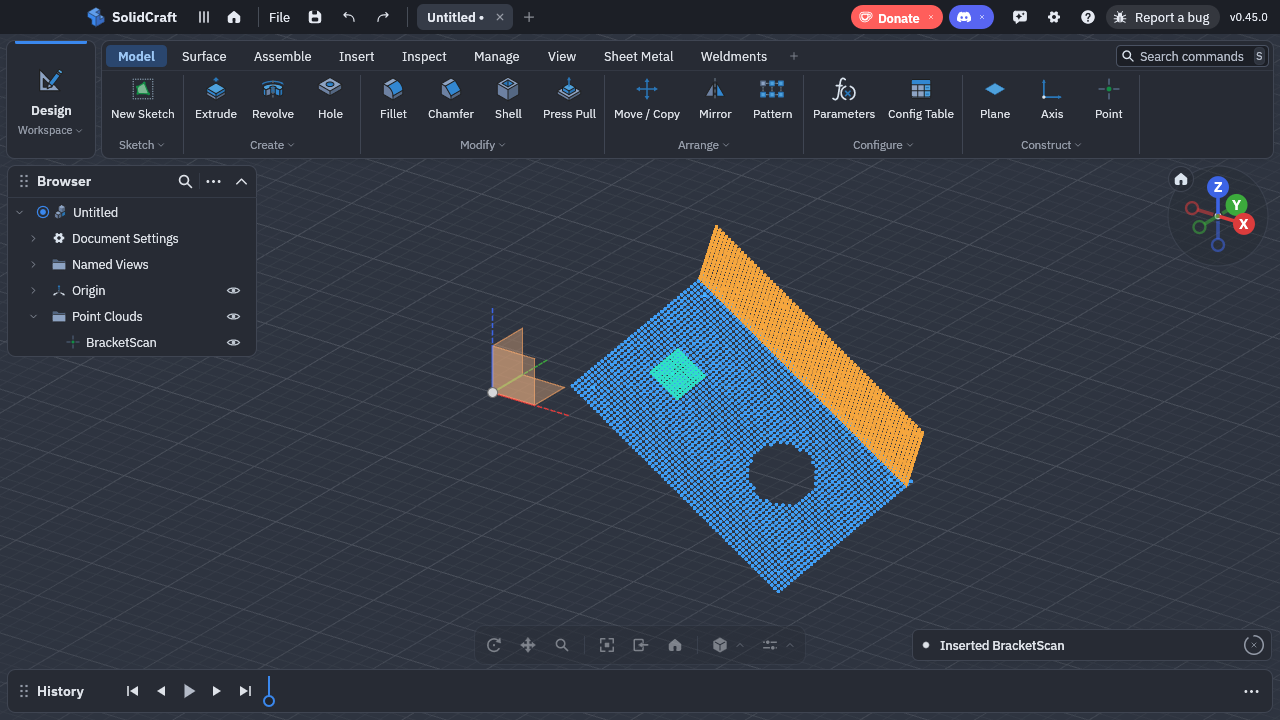 SolidCraft
File
Untitled •
Donate
Report a bug
v0.45.0
Design
Workspace
Model
Surface
Assemble
Insert
Inspect
Manage
View
Sheet Metal
Weldments
Search commands
S
New Sketch
Extrude
Revolve
Hole
Fillet
Chamfer
Shell
Press Pull
Move / Copy
Mirror
Pattern
Parameters
Config Table
Plane
Axis
Point
Sketch
Create
Modify
Arrange
Configure
Construct
Browser
Untitled
Document Settings
Named Views
Origin
Point Clouds
BracketScan
Z
Y
X
Inserted BracketScan
History